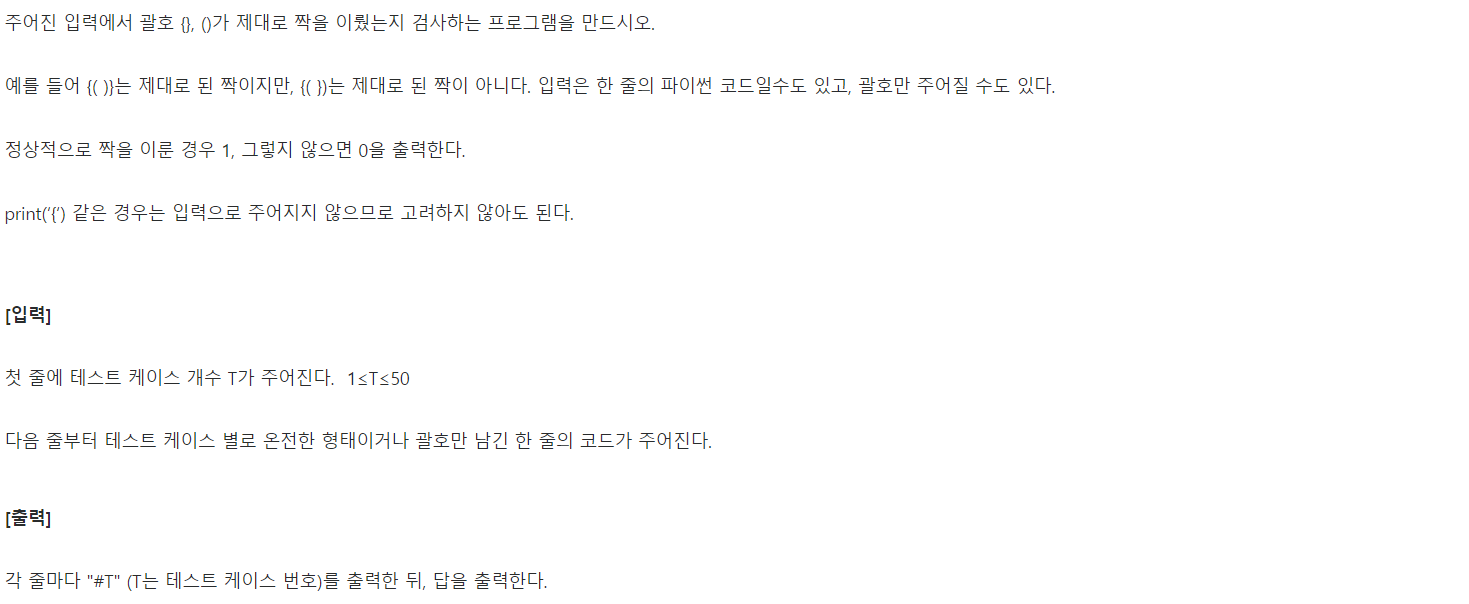 주어진 입력에서 괄호 {}, ()가 제대로 짝을 이뤘는지 검사하는 프로그램을 만드시오.
예를 들어 {( )}는 제대로 된 짝이지만, {( })는 제대로 된 짝이 아니다. 입력은 한 줄의 파이썬 코드일수도 있고, 괄호만 주어질 수도 있다.
정상적으로 짝을 이룬 경우 1, 그렇지 않으면 0을 출력한다.
print(‘{‘) 같은 경우는 입력으로 주어지지 않으므로 고려하지 않아도 된다.
[입력]
첫 줄에 테스트 케이스 개수 T가 주어진다.  1≤T≤50
다음 줄부터 테스트 케이스 별로 온전한 형태이거나 괄호만 남긴 한 줄의 코드가 주어진다.
[출력]
각 줄마다 "#T" (T는 테스트 케이스 번호)를 출력한 뒤, 답을 출력한다.